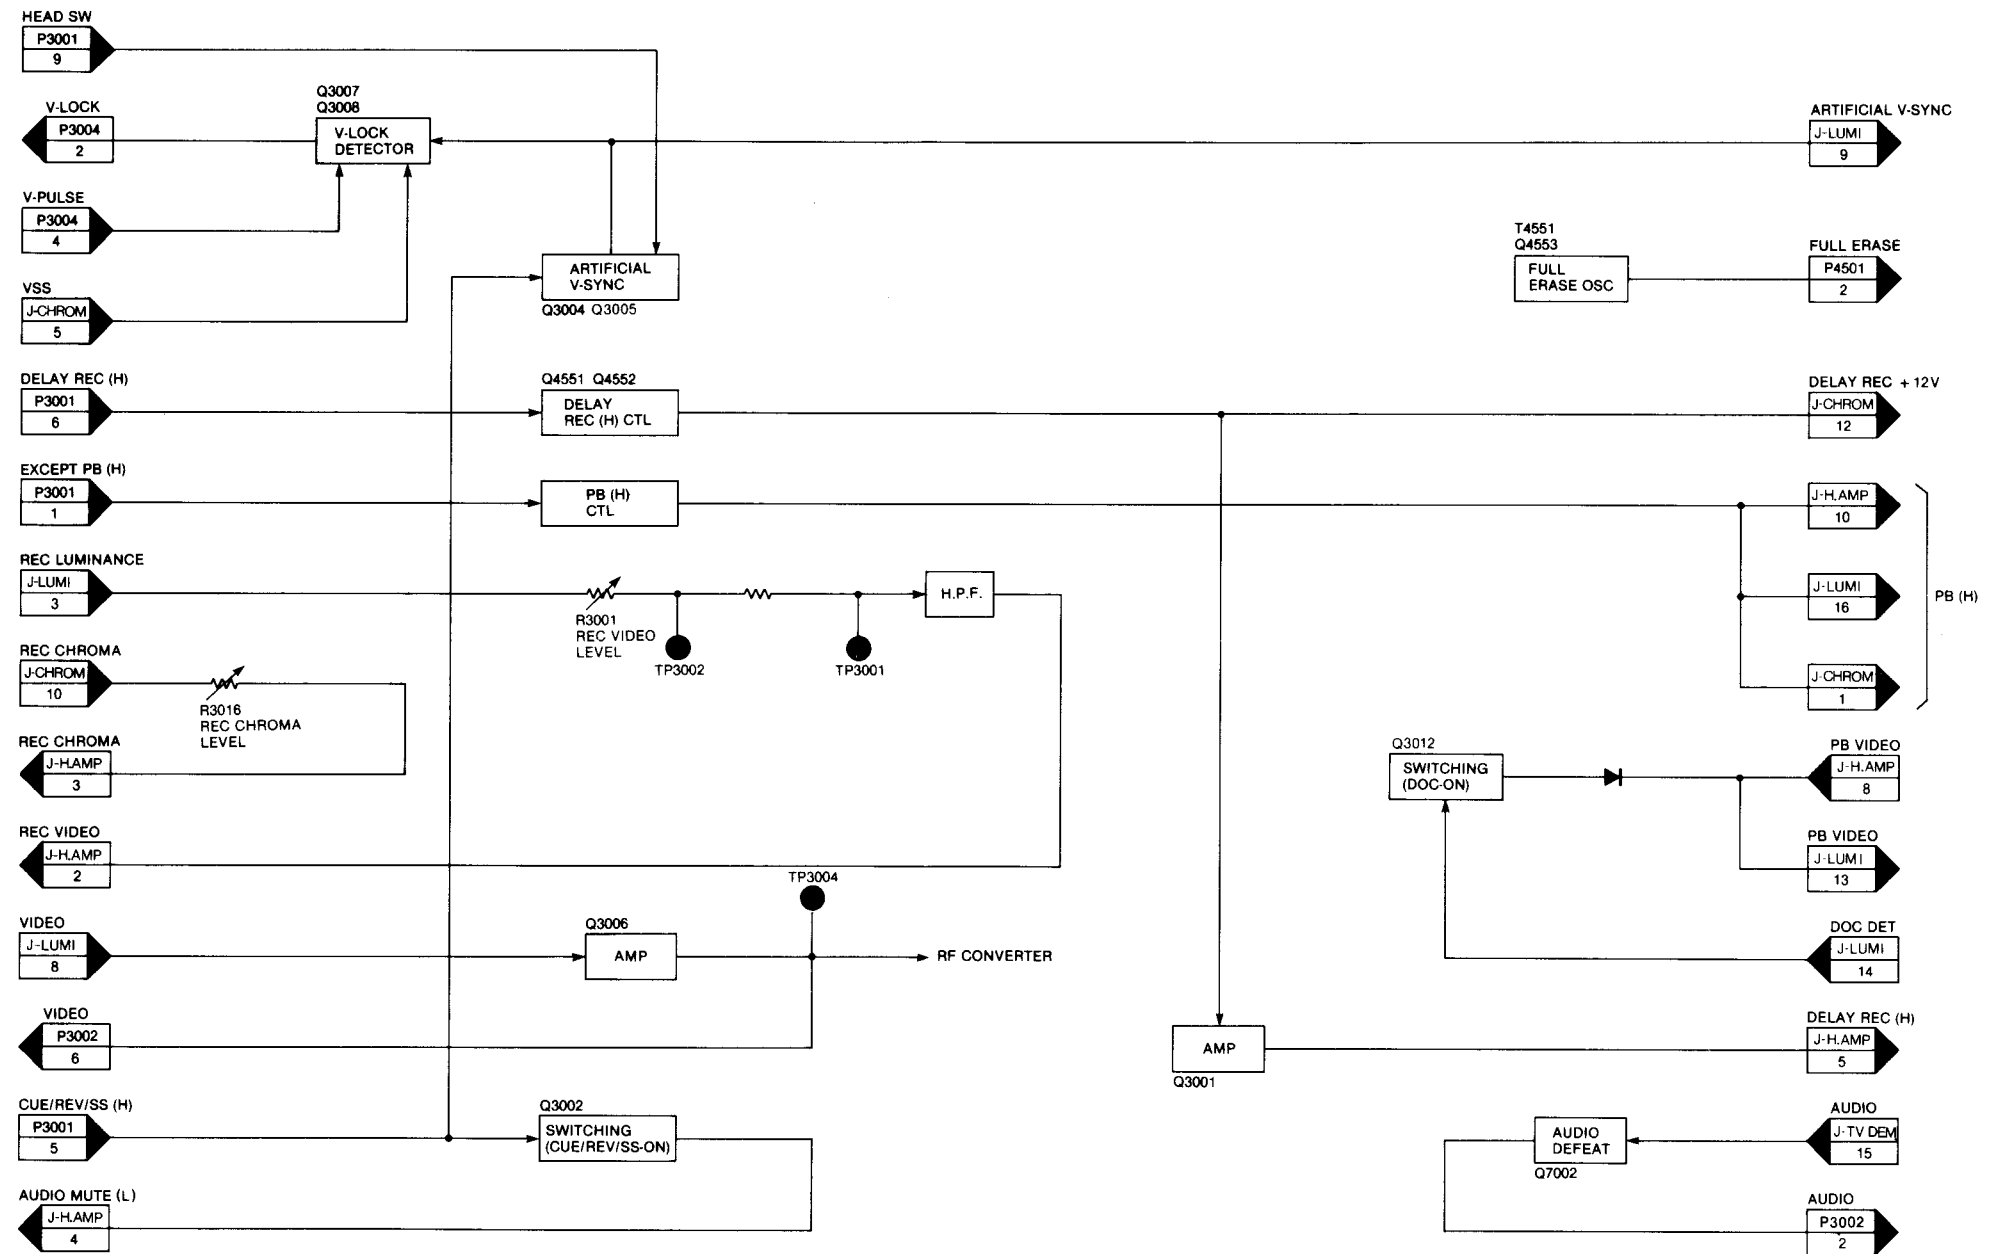 HEAD SW
P3001
9
V-LOCK
P3004
2
V-PULSE
P3004
4
VSS
J-CHROM
5
DELAY REC (H)
P3001
6
EXCEPT PB (H)
P3001
1
REC LUMINANCE
J-LUMI
3
REC CHROMA
J-CHROM
10
REC CHROMA
J-H.AMP
3
REC VIDEO
J-H.AMP
2
VIDEO
J-LUMI
8
VIDEO
P3002
6
CUE/REV/SS (H)
P3001
5
AUDIO MUTE (L)
J-H.AMP
4
Q3007
Q3008
V-LOCK
DETECTOR
ARTIFICIAL
V-SYNC
Q3004 Q3005
Q4551 Q4552
DELAY
REC (H) CTL
PB (H)
CTL
R3001
REC VIDEO
LEVEL
TP3002
TP3001
H.P.F.
R3016
REC CHROMA
LEVEL
TP3004
Q3006
AMP
RF CONVERTER
Q3002
SWITCHING
(CUE/REV/SS-ON)
T4551
Q4553
FULL
ERASE OSC
Q3012
SWITCHING
(DOC-ON)
AMP
Q3001
AUDIO
DEFEAT
Q7002
ARTIFICIAL V-SYNC
J-LUMI
9
FULL ERASE
P4501
2
DELAY REC +12V
J-CHROM
12
J-H.AMP
10
J-LUMI
16
J-CHROM
1
PB (H)
PB VIDEO
J-H.AMP
8
PB VIDEO
J-LUMI
13
DOC DET
J-LUMI
14
DELAY REC (H)
J-H.AMP
5
AUDIO
J-TV DEM
15
AUDIO
P3002
2